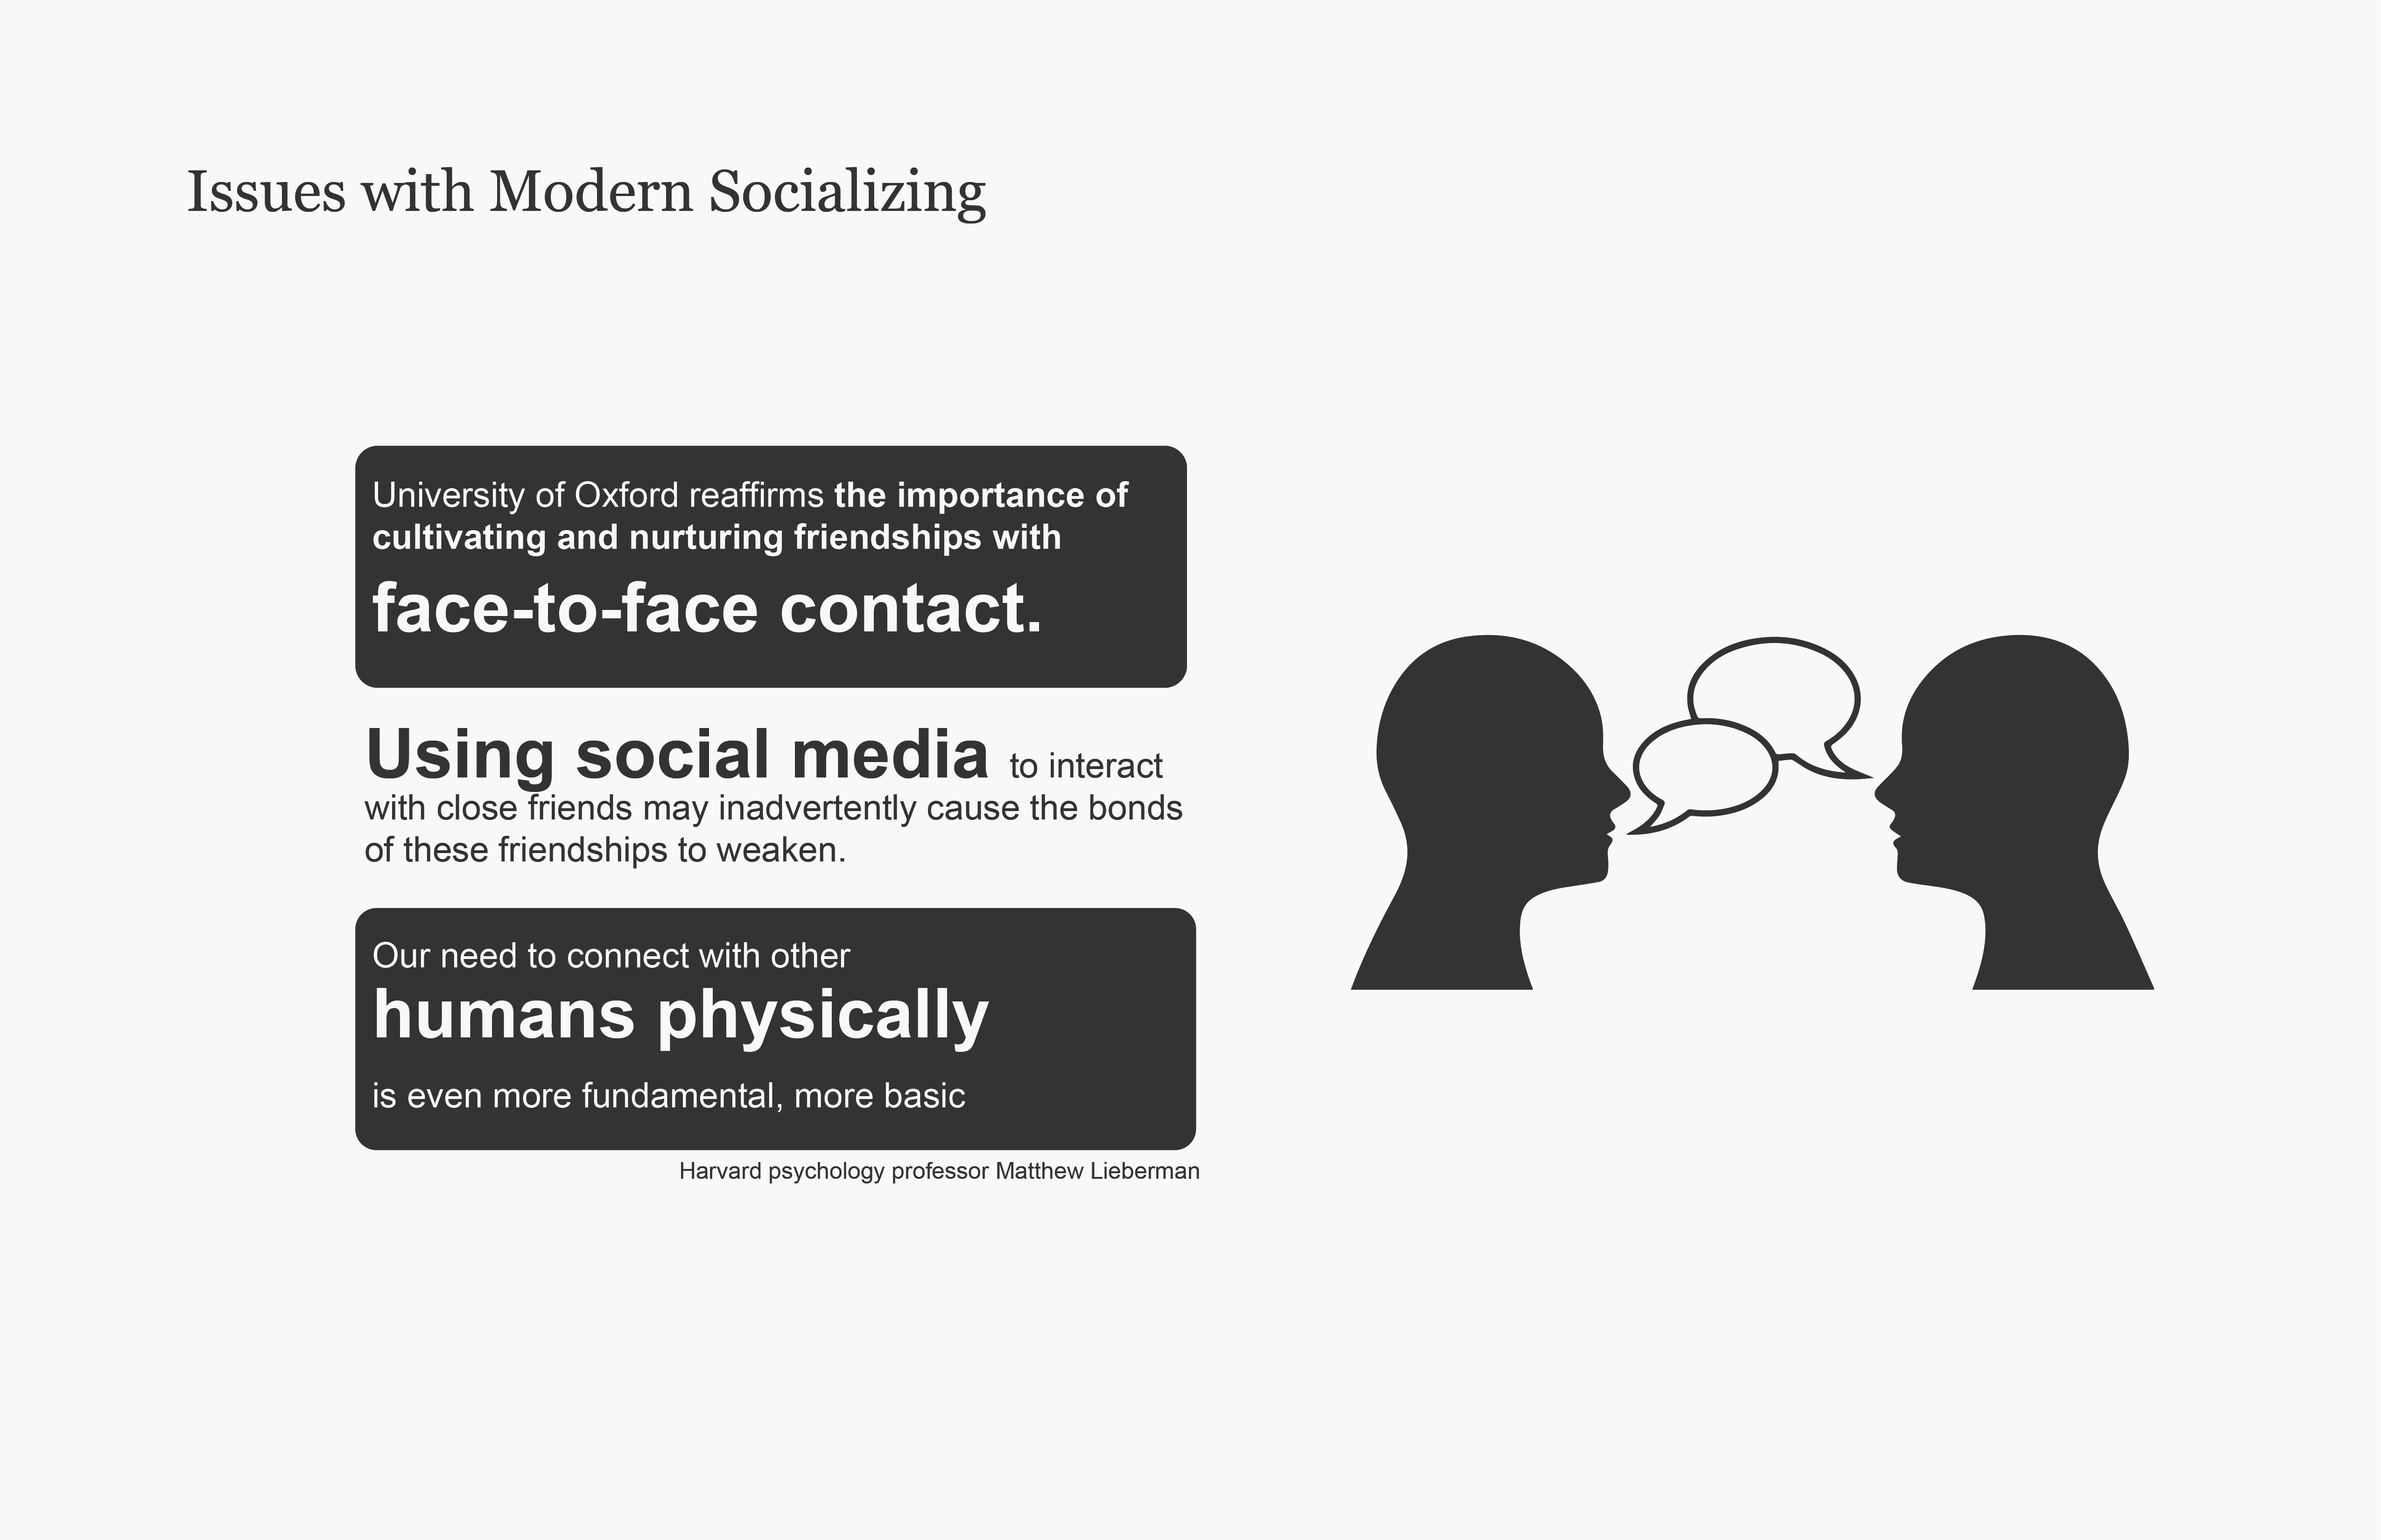 Issues with Modern Socializing
University of Oxford reaffirms the importance of
cultivating and nurturing friendships with
face-to-face contact.
Using social media to interact
with close friends may inadvertently cause the bonds
of these friendships to weaken.
Our need to connect with other
humans physically
is even more fundamental, more basic
Harvard psychology professor Matthew Lieberman